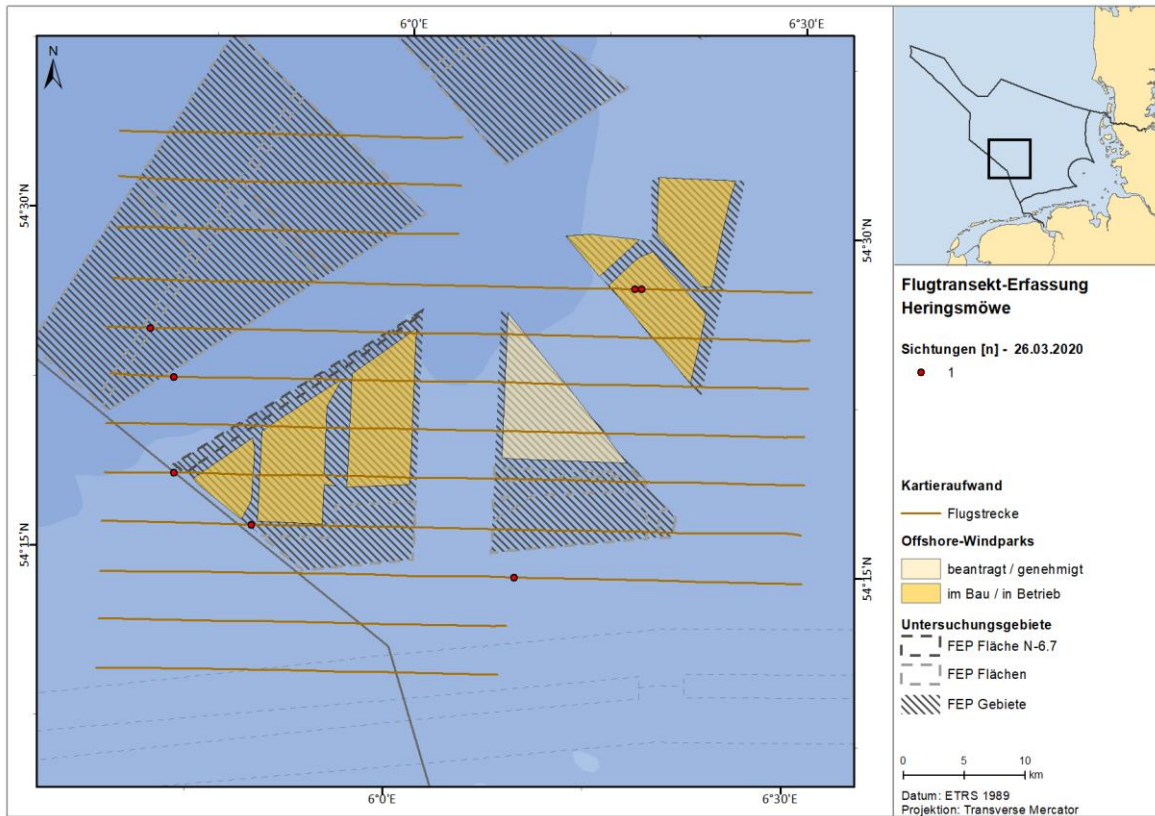 6°0'E
6°30'E
N
54°30'N
54°30'N
54°15'N
54°15'N
6°0'E
6°30'E
Flugtransekt-Erfassung
Heringsmöwe
Sichtungen [n] - 26.03.2020
1
Kartieraufwand
Flugstrecke
Offshore-Windparks
beantragt / genehmigt
im Bau / in Betrieb
Untersuchungsgebiete
FEP Fläche N-6.7
FEP Flächen
FEP Gebiete
0 5 10
km
Datum: ETRS 1989
Projektion: Transverse Mercator